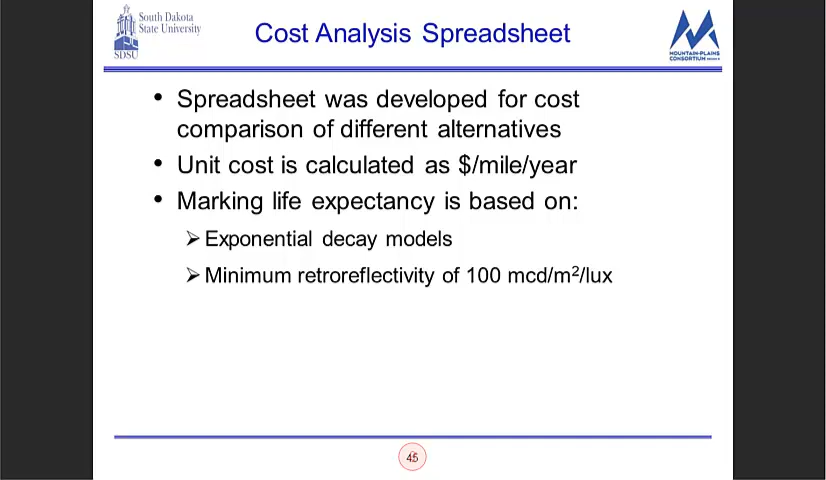 South Dakota
State University
SDSU
Cost Analysis Spreadsheet
MOUNTAIN-PLAINS
CONSORTIUM
• Spreadsheet was developed for cost
comparison of different alternatives
• Unit cost is calculated as $/mile/year
• Marking life expectancy is based on:
➢ Exponential decay models
➢ Minimum retroreflectivity of 100 mcd/m²/lux
45